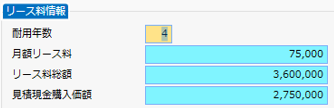 リース料情報
耐用年数 4
月額リース料 75,000
リース料総額 3,600,000
見積現金購入価額 2,750,000